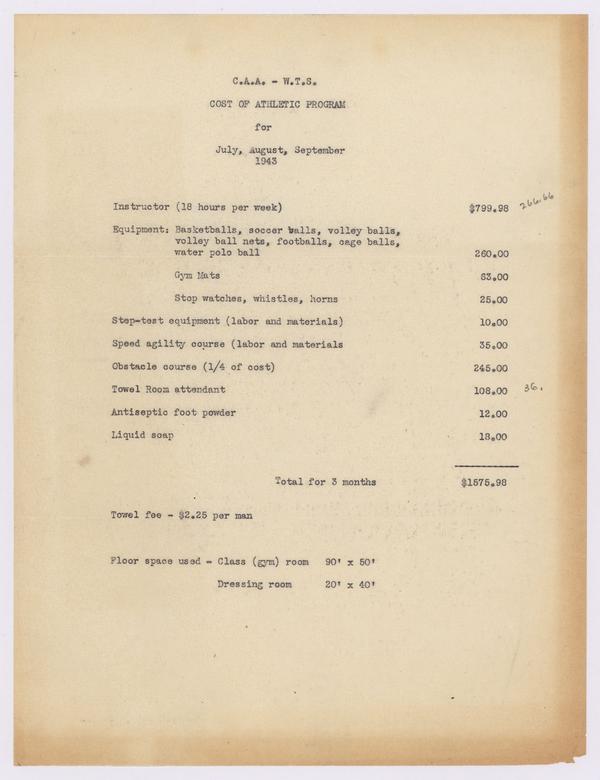 C.A.A. - W.T.S.
COST OF ATHLETIC PROGRAM
for
July, August, September
1943
Instructor (18 hours per week) $799.98 266.66
Equipment: Basketballs, soccer balls, volley balls,
volley ball nets, footballs, cage balls,
water polo ball 260.00
Gym Mats 63.00
Stop watches, whistles, horns 25.00
Step-test equipment (labor and materials) 10.00
Speed agility course (labor and materials 35.00
Obstacle course (1/4 of cost) 245.00
Towel Room attendant 108.00 36.
Antiseptic foot powder 12.00
Liquid soap 18.00
Total for 3 months $1575.98
Towel fee - $2.25 per man
Floor space used - Class (gym) room 90' x 50'
Dressing room 20' x 40'